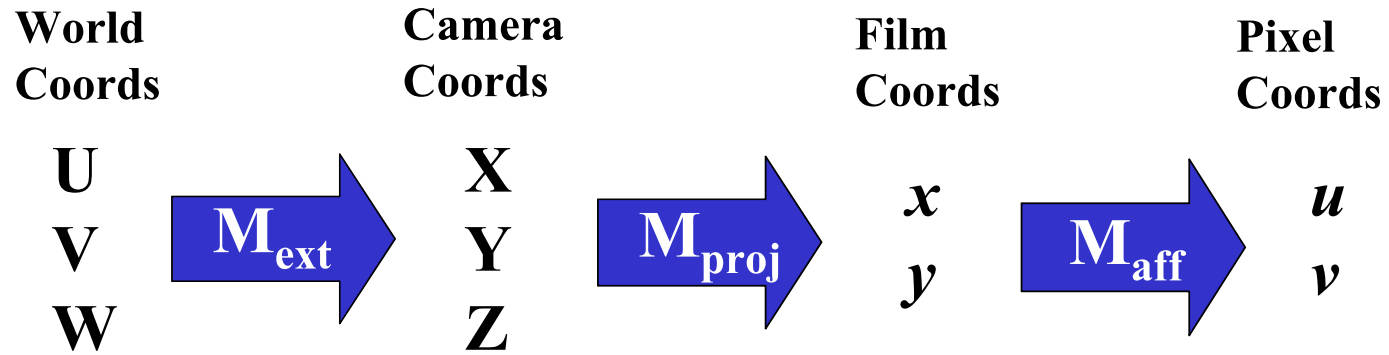 World
Coords
Camera
Coords
Film
Coords
Pixel
Coords
U
V
W
M_ext
X
Y
Z
M_proj
x
y
M_aff
u
v